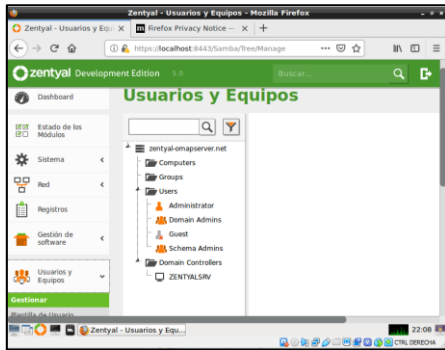 Zentyal - Usuarios y Equipos - Mozilla Firefox
Zentyal - Usuarios y Equ
Firefox Privacy Notice —
https://localhost:8443/Samba/Tree/Manage
zentyal Development Edition 5.0
Buscar...
Dashboard
Estado de los
Módulos
Sistema
Red
Registros
Gestión de
software
Usuarios y
Equipos
Gestionar
Plantilla de Usuario
Usuarios y Equipos
zentyal-omapserver.net
Computers
Groups
Users
Administrator
Domain Admins
Guest
Schema Admins
Domain Controllers
ZENTYALSRV
Zentyal - Usuarios y Equ...
22:08
CTRL DERECHA